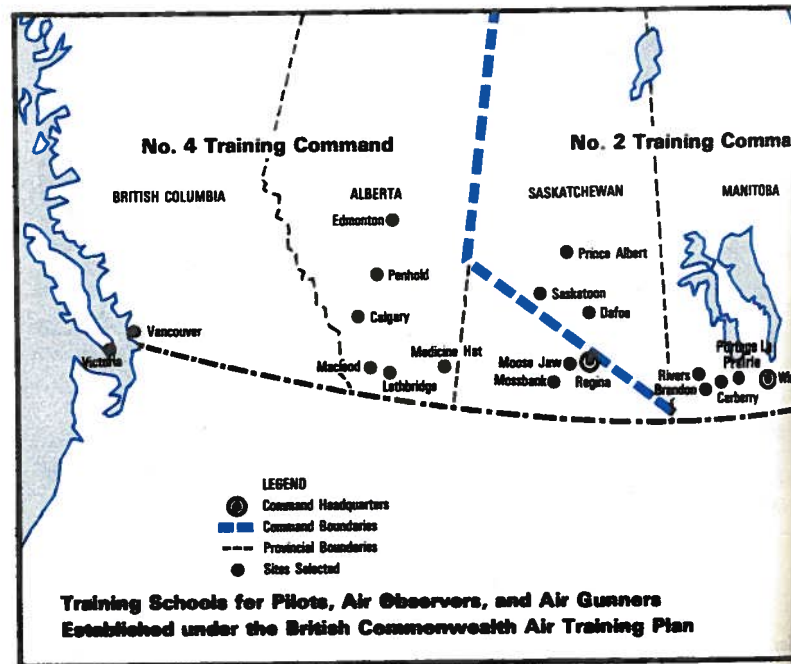 No. 4 Training Command
No. 2 Training Comma
BRITISH COLUMBIA
ALBERTA
SASKATCHEWAN
MANITOBA
Edmonton
Penhold
Calgary
Macleod
Lethbridge
Medicine Hat
Vancouver
Victoria
Prince Albert
Saskatoon
Dafoe
Moose Jaw
Mossbank
Regina
Portage La
Prairie
Rivers
Brandon
Carberry
Wi
LEGEND
Command Headquarters
Command Boundaries
Provincial Boundaries
Sites Selected
Training Schools for Pilots, Air Observers, and Air Gunners
Established under the British Commonwealth Air Training Plan